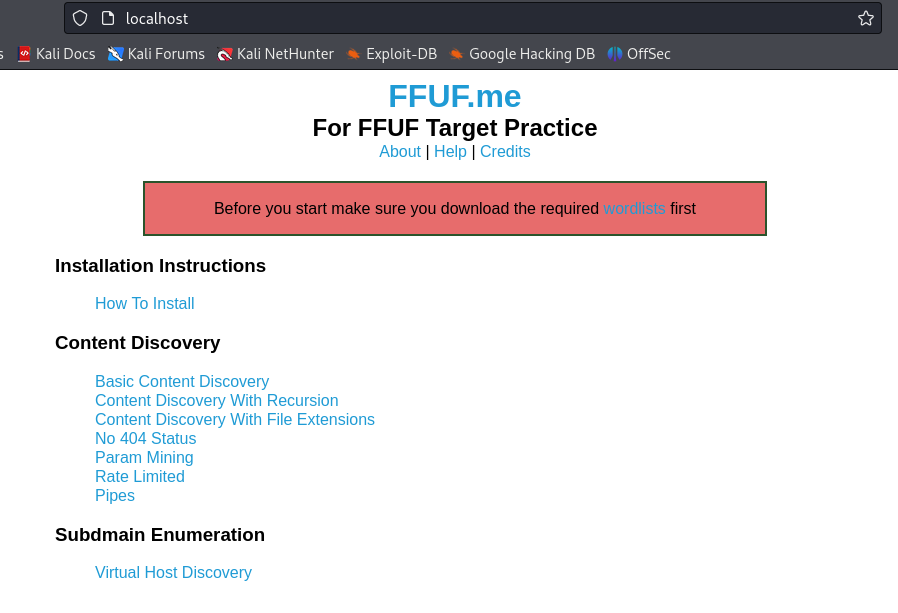 localhost
s Kali Docs Kali Forums Kali NetHunter Exploit-DB Google Hacking DB OffSec
FFUF.me
For FFUF Target Practice
About | Help | Credits
Before you start make sure you download the required wordlists first
Installation Instructions
How To Install
Content Discovery
Basic Content Discovery
Content Discovery With Recursion
Content Discovery With File Extensions
No 404 Status
Param Mining
Rate Limited
Pipes
Subdmain Enumeration
Virtual Host Discovery